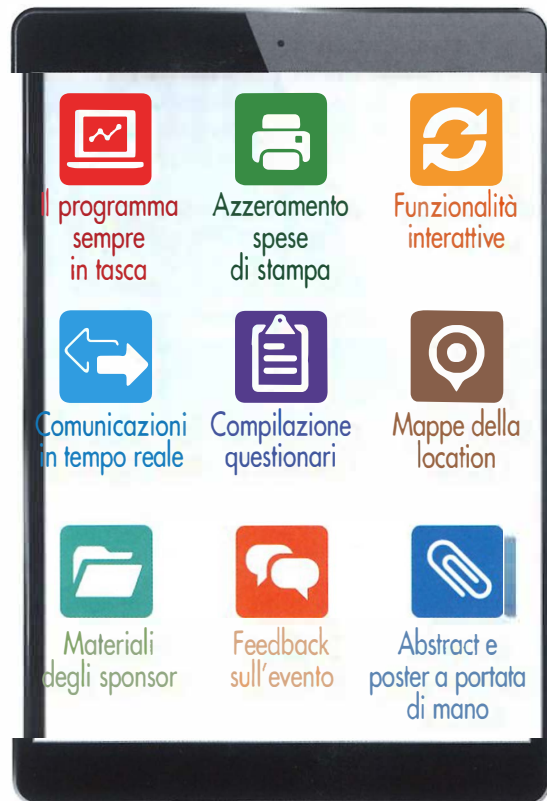 Il programma
sempre
in tasca
Azzeramento
spese
di stampa
Funzionalità
interattive
Comunicazioni
in tempo reale
Compilazione
questionari
Mappe della
location
Materiali
degli sponsor
Feedback
sull'evento
Abstract e
poster a portata
di mano